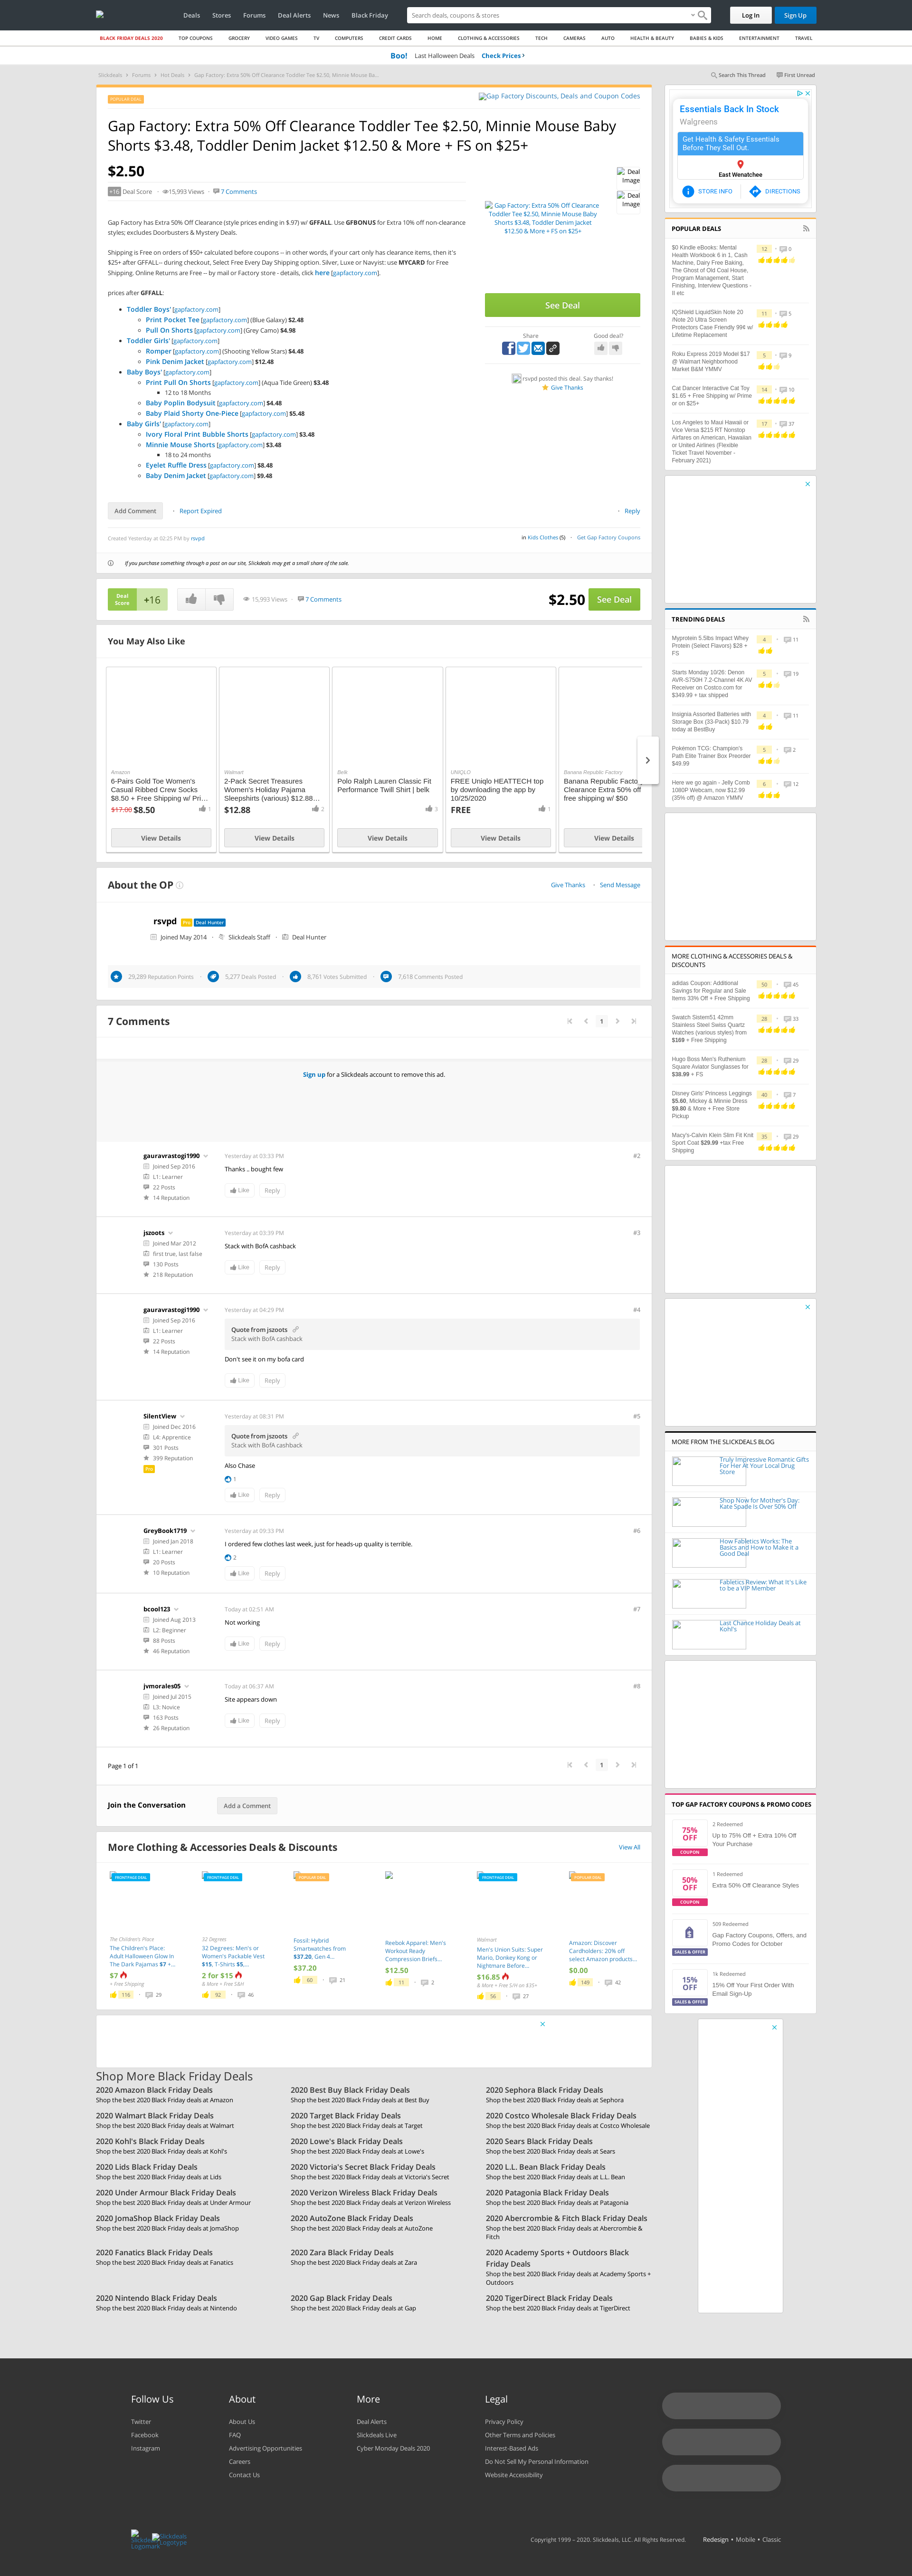 Deals Stores Forums Deal Alerts News Black Friday
Search deals, coupons & stores
Log In
Sign Up
BLACK FRIDAY DEALS 2020 TOP COUPONS GROCERY VIDEO GAMES TV COMPUTERS CREDIT CARDS HOME CLOTHING & ACCESSORIES TECH CAMERAS AUTO HEALTH & BEAUTY BABIES & KIDS ENTERTAINMENT TRAVEL
Boo! Last Halloween Deals Check Prices
Slickdeals > Forums > Hot Deals > Gap Factory: Extra 50% Off Clearance Toddler Tee $2.50, Minnie Mouse Ba...
Search This Thread First Unread
POPULAR DEAL
Gap Factory Discounts, Deals and Coupon Codes
Gap Factory: Extra 50% Off Clearance Toddler Tee $2.50, Minnie Mouse Baby
Shorts $3.48, Toddler Denim Jacket $12.50 & More + FS on $25+
$2.50
+16 Deal Score 15,993 Views 7 Comments
Gap Factory has Extra 50% Off Clearance (style prices ending in $.97) w/ GFFALL. Use GFBONUS for Extra 10% off non-clearance
styles; excludes Dusterbusters & Mystery Deals.
Shipping is Free on orders of $50+ calculated before coupons -- in other words, if your cart only has clearance items, then it's
$25+ after GFFALL-- during checkout, Select Free Every Day Shipping option. Silver, Luxe or Navyist: use MYCARD for Free
Shipping, Online Returns are Free -- by mail or Factory store - details, click here [gapfactory.com].
prices after GFFALL:
Toddler Boys' [gapfactory.com]
Print Pocket Tee [gapfactory.com] (Blue Galaxy) $2.48
Pull On Shorts [gapfactory.com] (Grey Camo) $4.98
Toddler Girls' [gapfactory.com]
Romper [gapfactory.com] (Shooting Yellow Stars) $4.48
Pink Denim Jacket [gapfactory.com] $12.48
Baby Boys' [gapfactory.com]
Print Pull On Shorts [gapfactory.com] (Aqua Tide Green) $3.48
12 to 18 Months
Baby Poplin Bodysuit [gapfactory.com] $4.48
Baby Plaid Shorty One-Piece [gapfactory.com] $5.48
Baby Girls' [gapfactory.com]
Ivory Floral Print Bubble Shorts [gapfactory.com] $3.48
Minnie Mouse Shorts [gapfactory.com] $3.48
18 to 24 months
Eyelet Ruffle Dress [gapfactory.com] $8.48
Baby Denim Jacket [gapfactory.com] $9.48
Deal Image
Deal Image
Gap Factory: Extra 50% Off Clearance
Toddler Tee $2.50, Minnie Mouse Baby
Shorts $3.48, Toddler Denim Jacket
$12.50 & More + FS on $25+
See Deal
Share
Good deal?
rsvpd posted this deal. Say thanks!
Give Thanks
Add Comment Report Expired Reply
Created Yesterday at 02:25 PM by rsvpd
in Kids Clothes (5) Get Gap Factory Coupons
If you purchase something through a post on our site, Slickdeals may get a small share of the sale.
Deal Score +16 15,993 Views 7 Comments $2.50 See Deal
You May Also Like
Amazon
6-Pairs Gold Toe Women's
Casual Ribbed Crew Socks
$8.50 + Free Shipping w/ Pri...
$17.00 $8.50 1
View Details
Walmart
2-Pack Secret Treasures
Women's Holiday Pajama
Sleepshirts (various) $12.88...
$12.88 2
View Details
Belk
Polo Ralph Lauren Classic Fit
Performance Twill Shirt | belk
3
View Details
UNIQLO
FREE Uniqlo HEATTECH top
by downloading the app by
10/25/2020
FREE 1
View Details
Banana Republic Factory
Banana Republic Facto
Clearance Extra 50% off
free shipping w/ $50
View Details
About the OP Give Thanks Send Message
rsvpd Pro Deal Hunter
Joined May 2014 Slickdeals Staff Deal Hunter
29,289 Reputation Points 5,277 Deals Posted 8,761 Votes Submitted 7,618 Comments Posted
7 Comments 1
Sign up for a Slickdeals account to remove this ad.
gauravrastogi1990
Joined Sep 2016
L1: Learner
22 Posts
14 Reputation
Yesterday at 03:33 PM #2
Thanks .. bought few
Like Reply
jszoots
Joined Mar 2012
first true, last false
130 Posts
218 Reputation
Yesterday at 03:39 PM #3
Stack with BofA cashback
Like Reply
gauravrastogi1990
Joined Sep 2016
L1: Learner
22 Posts
14 Reputation
Yesterday at 04:29 PM #4
Quote from jszoots
Stack with BofA cashback
Don't see it on my bofa card
Like Reply
SilentView
Joined Dec 2016
L4: Apprentice
301 Posts
399 Reputation
Pro
Yesterday at 08:31 PM #5
Quote from jszoots
Stack with BofA cashback
Also Chase
1
Like Reply
GreyBook1719
Joined Jan 2018
L1: Learner
20 Posts
10 Reputation
Yesterday at 09:33 PM #6
I ordered few clothes last week, just for heads-up quality is terrible.
2
Like Reply
bcool123
Joined Aug 2013
L2: Beginner
88 Posts
46 Reputation
Today at 02:51 AM #7
Not working
Like Reply
jvmorales05
Joined Jul 2015
L3: Novice
163 Posts
26 Reputation
Today at 06:37 AM #8
Site appears down
Like Reply
Page 1 of 1 1
Join the Conversation Add a Comment
More Clothing & Accessories Deals & Discounts View All
FRONTPAGE DEAL
The Children's Place
The Children's Place:
Adult Halloween Glow In
The Dark Pajamas $7 +...
$7
+ Free Shipping
116 29
FRONTPAGE DEAL
32 Degrees
32 Degrees: Men's or
Women's Packable Vest
$15, T-Shirts $5,...
2 for $15
& More + Free S&H
92 46
POPULAR DEAL
Fossil: Hybrid
Smartwatches from
$37.20, Gen 4...
$37.20
60 21
Reebok Apparel: Men's
Workout Ready
Compression Briefs...
$12.50
11 2
FRONTPAGE DEAL
Walmart
Men's Union Suits: Super
Mario, Donkey Kong or
Nightmare Before...
$16.85
& More + Free S/H on $35+
56 27
POPULAR DEAL
Amazon: Discover
Cardholders: 20% off
select Amazon products...
$0.00
149 42
Shop More Black Friday Deals
2020 Amazon Black Friday Deals
Shop the best 2020 Black Friday deals at Amazon
2020 Best Buy Black Friday Deals
Shop the best 2020 Black Friday deals at Best Buy
2020 Sephora Black Friday Deals
Shop the best 2020 Black Friday deals at Sephora
2020 Walmart Black Friday Deals
Shop the best 2020 Black Friday deals at Walmart
2020 Target Black Friday Deals
Shop the best 2020 Black Friday deals at Target
2020 Costco Wholesale Black Friday Deals
Shop the best 2020 Black Friday deals at Costco Wholesale
2020 Kohl's Black Friday Deals
Shop the best 2020 Black Friday deals at Kohl's
2020 Lowe's Black Friday Deals
Shop the best 2020 Black Friday deals at Lowe's
2020 Sears Black Friday Deals
Shop the best 2020 Black Friday deals at Sears
2020 Lids Black Friday Deals
Shop the best 2020 Black Friday deals at Lids
2020 Victoria's Secret Black Friday Deals
Shop the best 2020 Black Friday deals at Victoria's Secret
2020 L.L. Bean Black Friday Deals
Shop the best 2020 Black Friday deals at L.L. Bean
2020 Under Armour Black Friday Deals
Shop the best 2020 Black Friday deals at Under Armour
2020 Verizon Wireless Black Friday Deals
Shop the best 2020 Black Friday deals at Verizon Wireless
2020 Patagonia Black Friday Deals
Shop the best 2020 Black Friday deals at Patagonia
2020 JomaShop Black Friday Deals
Shop the best 2020 Black Friday deals at JomaShop
2020 AutoZone Black Friday Deals
Shop the best 2020 Black Friday deals at AutoZone
2020 Abercrombie & Fitch Black Friday Deals
Shop the best 2020 Black Friday deals at Abercrombie &
Fitch
2020 Fanatics Black Friday Deals
Shop the best 2020 Black Friday deals at Fanatics
2020 Zara Black Friday Deals
Shop the best 2020 Black Friday deals at Zara
2020 Academy Sports + Outdoors Black
Friday Deals
Shop the best 2020 Black Friday deals at Academy Sports +
Outdoors
2020 Nintendo Black Friday Deals
Shop the best 2020 Black Friday deals at Nintendo
2020 Gap Black Friday Deals
Shop the best 2020 Black Friday deals at Gap
2020 TigerDirect Black Friday Deals
Shop the best 2020 Black Friday deals at TigerDirect
Essentials Back In Stock
Walgreens
Get Health & Safety Essentials
Before They Sell Out.
East Wenatchee
STORE INFO DIRECTIONS
POPULAR DEALS
$0 Kindle eBooks: Mental
Health Workbook 6 in 1, Cash
Machine, Dairy Free Baking,
The Ghost of Old Coal House,
Program Management, Start
Finishing, Interview Questions -
II etc
12 0
IQShield LiquidSkin Note 20
/Note 20 Ultra Screen
Protectors Case Friendly 99¢ w/
Lifetime Replacement
11 5
Roku Express 2019 Model $17
@ Walmart Neighborhood
Market B&M YMMV
5 9
Cat Dancer Interactive Cat Toy
$1.65 + Free Shipping w/ Prime
or on $25+
14 10
Los Angeles to Maui Hawaii or
Vice Versa $215 RT Nonstop
Airfares on American, Hawaiian
or United Airlines (Flexible
Ticket Travel November -
February 2021)
17 37
TRENDING DEALS
Myprotein 5.5lbs Impact Whey
Protein (Select Flavors) $28 +
FS
4 11
Starts Monday 10/26: Denon
AVR-S750H 7.2-Channel 4K AV
Receiver on Costco.com for
$349.99 + tax shipped
5 19
Insignia Assorted Batteries with
Storage Box (33-Pack) $10.79
today at BestBuy
4 11
Pokémon TCG: Champion's
Path Elite Trainer Box Preorder
$49.99
5 2
Here we go again - Jelly Comb
1080P Webcam, now $12.99
(35% off) @ Amazon YMMV
6 12
MORE CLOTHING & ACCESSORIES DEALS &
DISCOUNTS
adidas Coupon: Additional
Savings for Regular and Sale
Items 33% Off + Free Shipping
50 45
Swatch Sistem51 42mm
Stainless Steel Swiss Quartz
Watches (various styles) from
$169 + Free Shipping
28 33
Hugo Boss Men's Ruthenium
Square Aviator Sunglasses for
$38.99 + FS
28 29
Disney Girls' Princess Leggings
$5.60, Mickey & Minnie Dress
$9.80 & More + Free Store
Pickup
40 7
Macy's-Calvin Klein Slim Fit Knit
Sport Coat $29.99 +tax Free
Shipping
35 29
MORE FROM THE SLICKDEALS BLOG
Truly Impressive Romantic Gifts
For Her At Your Local Drug
Store
Shop Now for Mother's Day:
Kate Spade Is Over 50% Off
How Fabletics Works: The
Basics and How to Make it a
Good Deal
Fabletics Review: What It's Like
to be a VIP Member
Last Chance Holiday Deals at
Kohl's
TOP GAP FACTORY COUPONS & PROMO CODES
75% OFF
COUPON
2 Redeemed
Up to 75% Off + Extra 10% Off
Your Purchase
50% OFF
COUPON
1 Redeemed
Extra 50% Off Clearance Styles
SALES & OFFER
509 Redeemed
Gap Factory Coupons, Offers, and
Promo Codes for October
15% OFF
SALES & OFFER
1k Redeemed
15% Off Your First Order With
Email Sign-Up
Follow Us
Twitter
Facebook
Instagram
About
About Us
FAQ
Advertising Opportunities
Careers
Contact Us
More
Deal Alerts
Slickdeals Live
Cyber Monday Deals 2020
Legal
Privacy Policy
Other Terms and Policies
Interest-Based Ads
Do Not Sell My Personal Information
Website Accessibility
Slickdeals Logomark
Slickdeals Logotype
Copyright 1999 - 2020. Slickdeals, LLC. All Rights Reserved. Redesign • Mobile • Classic